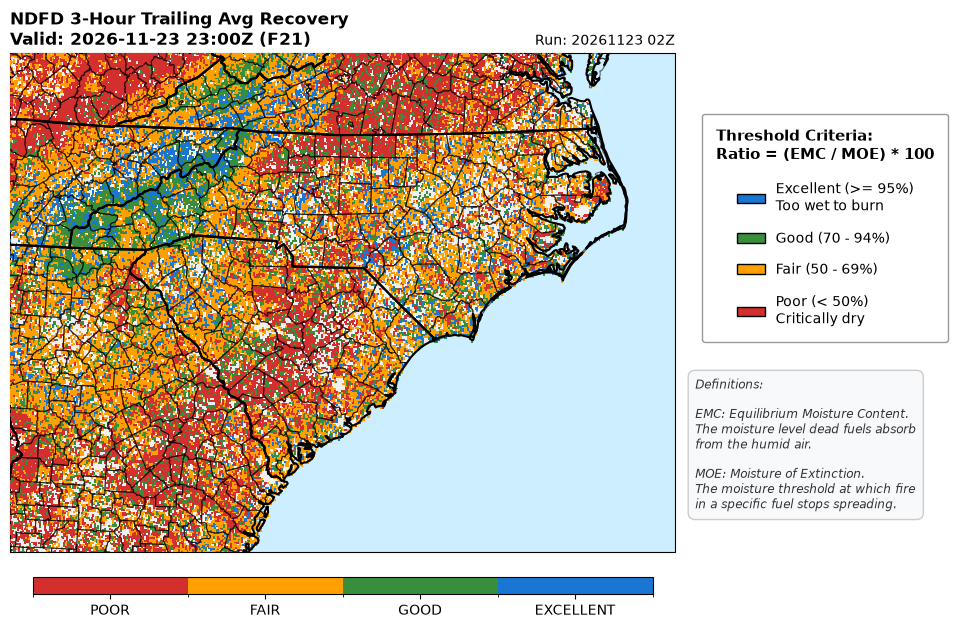 NDFD 3-Hour Trailing Avg Recovery
Valid: 2026-11-23 23:00Z (F21)
Run: 20261123 02Z
Threshold Criteria:
Ratio = (EMC / MOE) * 100
Excellent (>= 95%)
Too wet to burn
Good (70 - 94%)
Fair (50 - 69%)
Poor (< 50%)
Critically dry
Definitions:
EMC: Equilibrium Moisture Content.
The moisture level dead fuels absorb
from the humid air.
MOE: Moisture of Extinction.
The moisture threshold at which fire
in a specific fuel stops spreading.
POOR
FAIR
GOOD
EXCELLENT